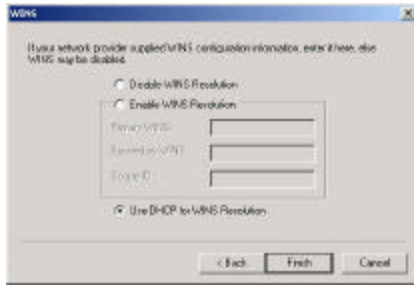 WINS
If your network provider supplied WINS configuration information, enter it here, else
WINS may be disabled.
Disable WINS Resolution
Enable WINS Resolution
Primary WINS:
Secondary WINS:
Scope ID:
Use DHCP for WINS Resolution
< Back
Finish
Cancel